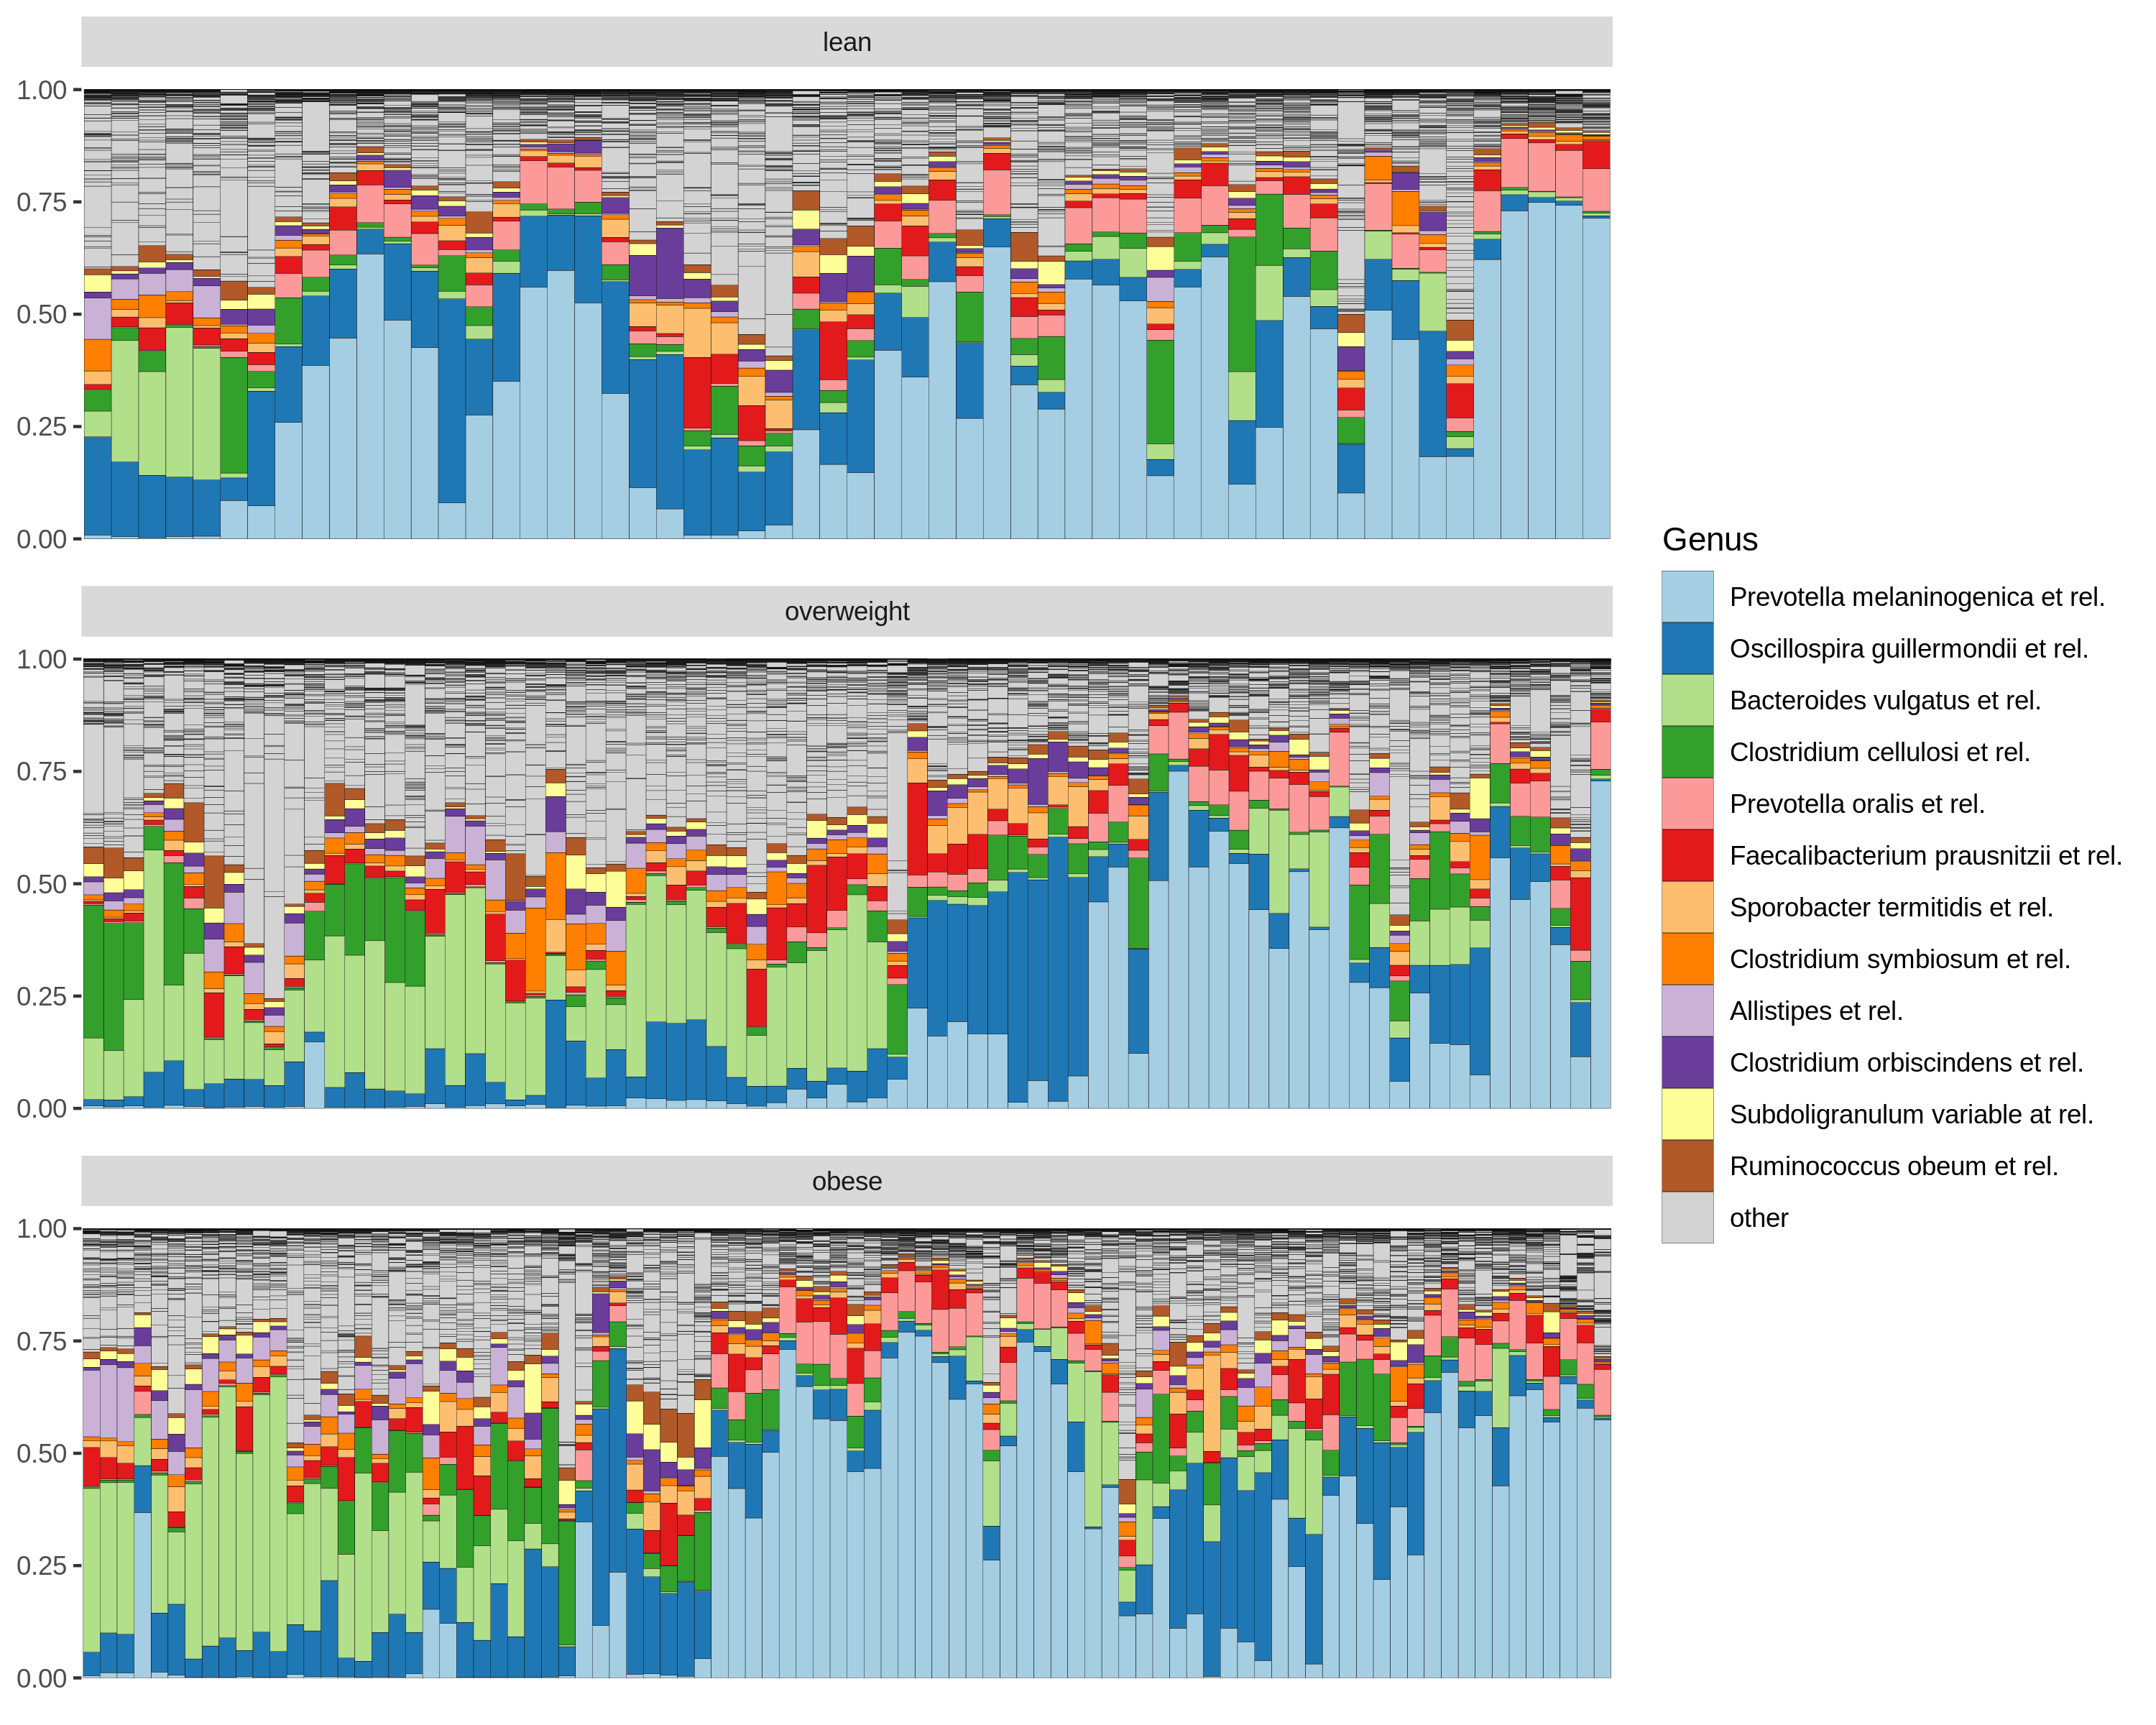 lean
1.00
0.75
0.50
0.25
0.00
overweight
1.00
0.75
0.50
0.25
0.00
obese
1.00
0.75
0.50
0.25
0.00
Genus
Prevotella melaninogenica et rel.
Oscillospira guillermondii et rel.
Bacteroides vulgatus et rel.
Clostridium cellulosi et rel.
Prevotella oralis et rel.
Faecalibacterium prausnitzii et rel.
Sporobacter termitidis et rel.
Clostridium symbiosum et rel.
Allistipes et rel.
Clostridium orbiscindens et rel.
Subdoligranulum variable at rel.
Ruminococcus obeum et rel.
other